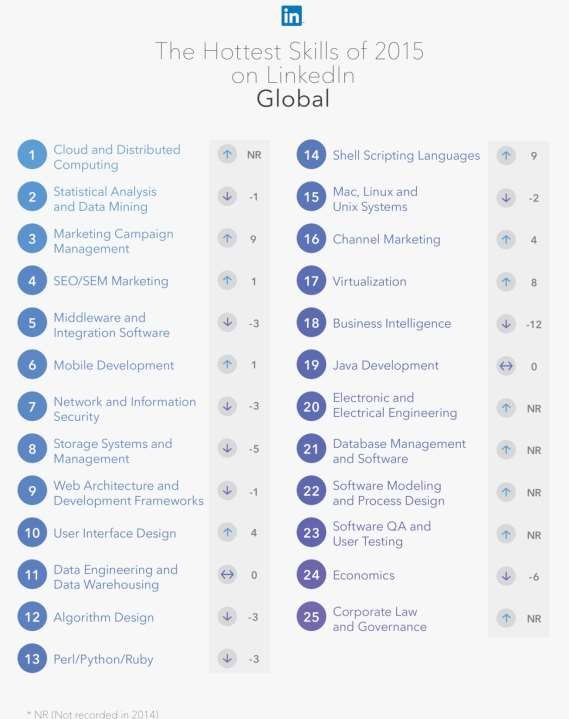 in
The Hottest Skills of 2015
on LinkedIn
Global
1 Cloud and Distributed
Computing NR
2 Statistical Analysis
and Data Mining -1
3 Marketing Campaign
Management 9
4 SEO/SEM Marketing 1
5 Middleware and
Integration Software -3
6 Mobile Development 1
7 Network and Information
Security -3
8 Storage Systems and
Management -5
9 Web Architecture and
Development Frameworks -1
10 User Interface Design 4
11 Data Engineering and
Data Warehousing 0
12 Algorithm Design -3
13 Perl/Python/Ruby -3
14 Shell Scripting Languages 9
15 Mac, Linux and
Unix Systems -2
16 Channel Marketing 4
17 Virtualization 8
18 Business Intelligence -12
19 Java Development 0
20 Electronic and
Electrical Engineering NR
21 Database Management
and Software NR
22 Software Modeling
and Process Design NR
23 Software QA and
User Testing NR
24 Economics -6
25 Corporate Law
and Governance NR
* NR (Not recorded in 2014)